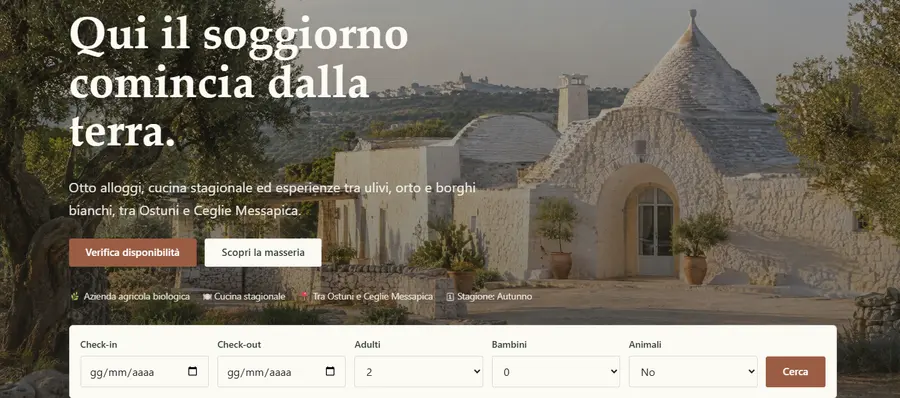 Qui il soggiorno
comincia dalla
terra.
Otto alloggi, cucina stagionale ed esperienze tra ulivi, orto e borghi
bianchi, tra Ostuni e Ceglie Messapica.
Verifica disponibilità
Scopri la masseria
Azienda agricola biologica
Cucina stagionale
Tra Ostuni e Ceglie Messapica
Stagione: Autunno
Check-in
Check-out
Adulti
Bambini
Animali
gg/mm/aaaa
gg/mm/aaaa
2
0
No
Cerca